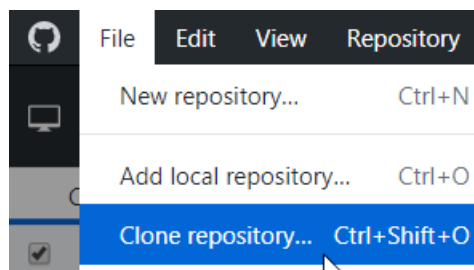 File Edit View Repository
New repository... Ctrl+N
Add local repository... Ctrl+O
Clone repository... Ctrl+Shift+O